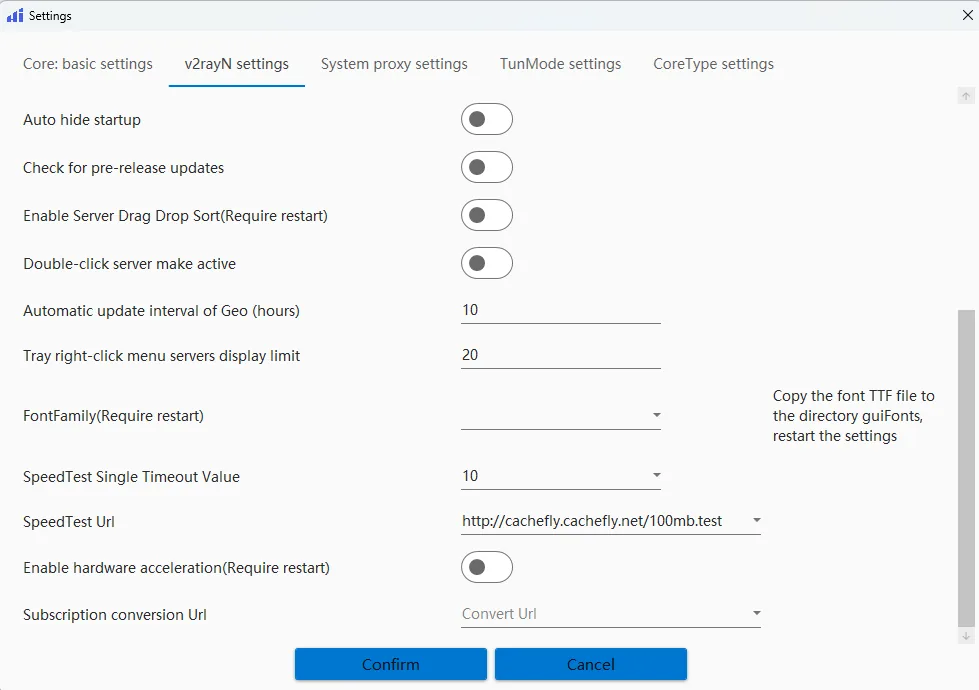 Settings
Core: basic settings v2rayN settings System proxy settings TunMode settings CoreType settings
Auto hide startup
Check for pre-release updates
Enable Server Drag Drop Sort(Require restart)
Double-click server make active
Automatic update interval of Geo (hours) 10
Tray right-click menu servers display limit 20
FontFamily(Require restart)
Copy the font TTF file to
the directory guiFonts,
restart the settings
SpeedTest Single Timeout Value 10
SpeedTest Url http://cachefly.cachefly.net/100mb.test
Enable hardware acceleration(Require restart)
Subscription conversion Url Convert Url
Confirm Cancel